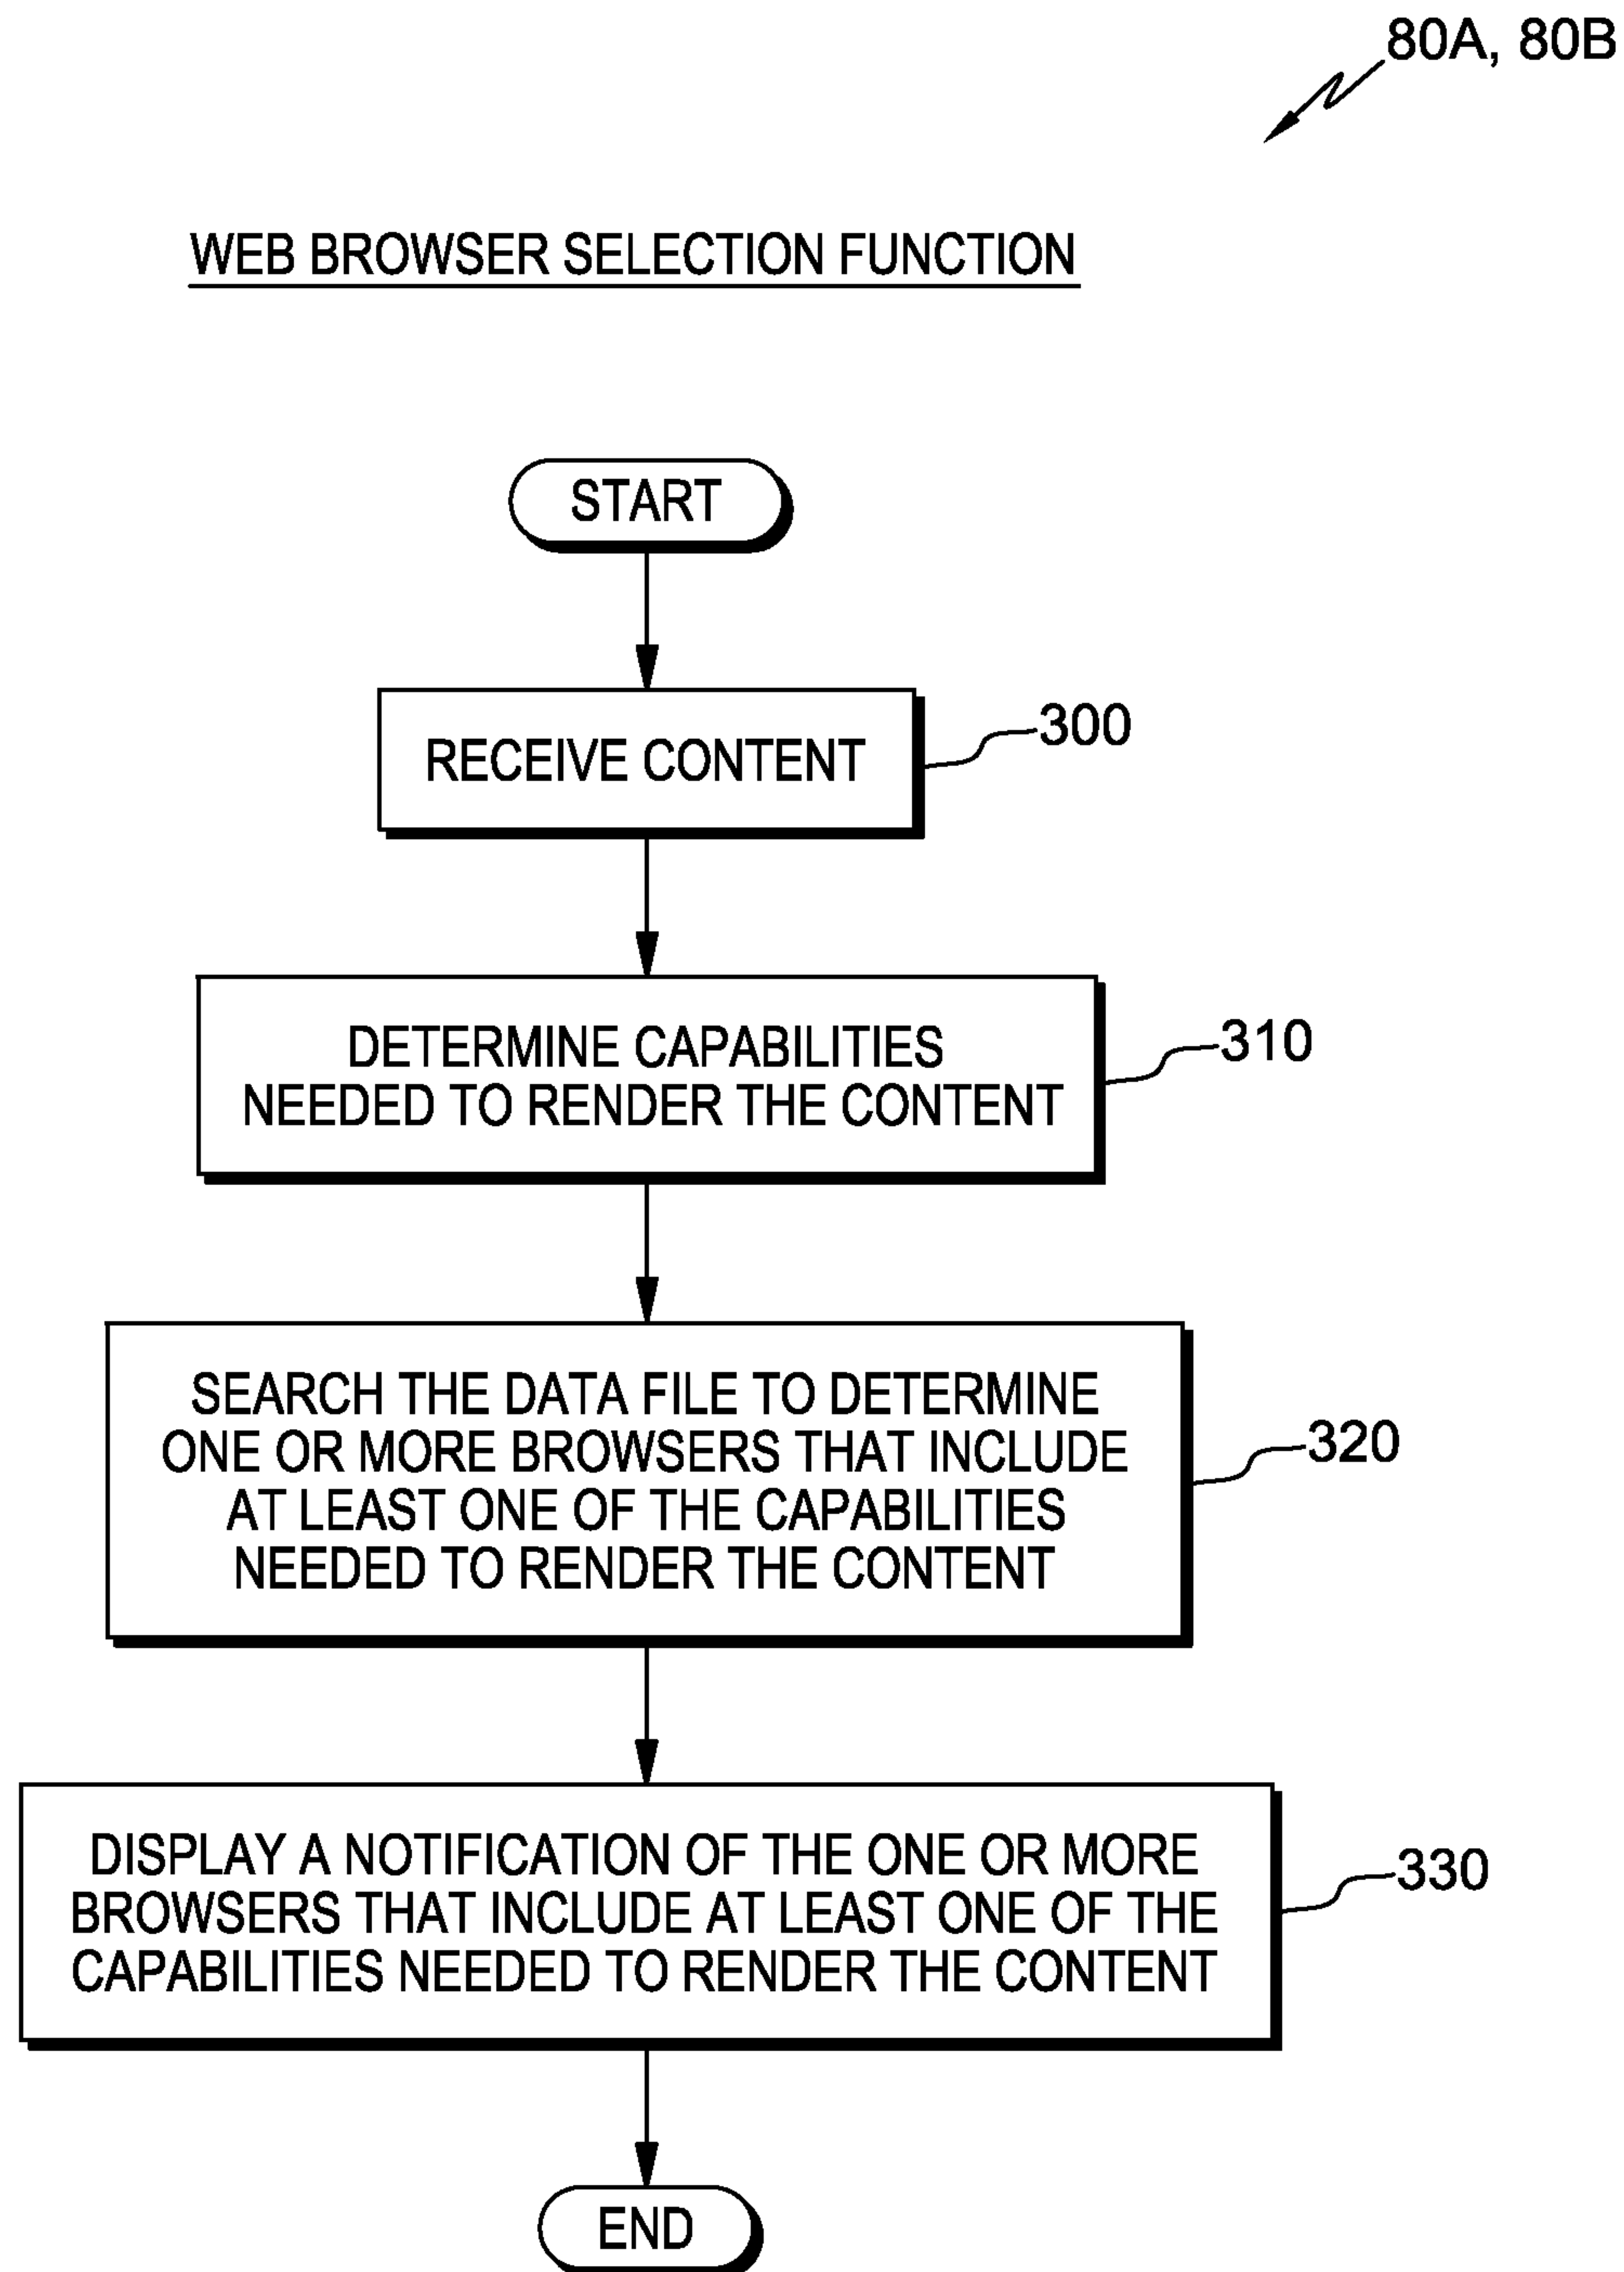 80A, 80B
WEB BROWSER SELECTION FUNCTION
START
RECEIVE CONTENT
300
DETERMINE CAPABILITIES
NEEDED TO RENDER THE CONTENT
310
SEARCH THE DATA FILE TO DETERMINE
ONE OR MORE BROWSERS THAT INCLUDE
AT LEAST ONE OF THE CAPABILITIES
NEEDED TO RENDER THE CONTENT
320
DISPLAY A NOTIFICATION OF THE ONE OR MORE
BROWSERS THAT INCLUDE AT LEAST ONE OF THE
CAPABILITIES NEEDED TO RENDER THE CONTENT
330
END